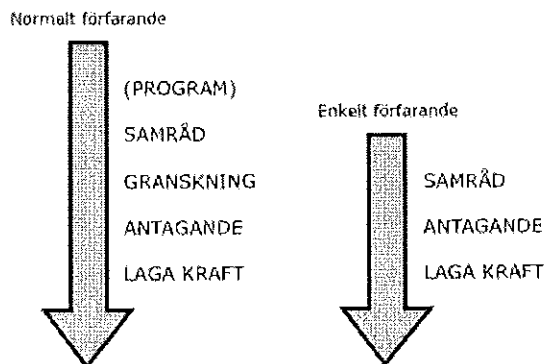 Normalt förfarande
(PROGRAM)
SAMRÅD
GRANSKNING
ANTAGANDE
LAGA KRAFT
Enkelt förfarande
SAMRÅD
ANTAGANDE
LAGA KRAFT